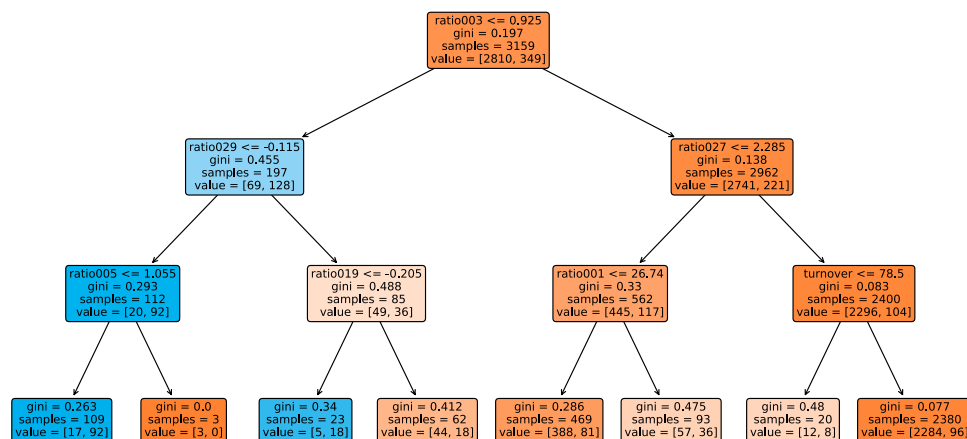 ratio003 <= 0.925
gini = 0.197
samples = 3159
value = [2810, 349]
ratio029 <= -0.115
gini = 0.455
samples = 197
value = [69, 128]
ratio027 <= 2.285
gini = 0.138
samples = 2962
value = [2741, 221]
ratio005 <= 1.055
gini = 0.293
samples = 112
value = [20, 92]
ratio019 <= -0.205
gini = 0.488
samples = 85
value = [49, 36]
ratio001 <= 26.74
gini = 0.33
samples = 562
value = [445, 117]
turnover <= 78.5
gini = 0.083
samples = 2400
value = [2296, 104]
gini = 0.263
samples = 109
value = [17, 92]
gini = 0.0
samples = 3
value = [3, 0]
gini = 0.34
samples = 23
value = [5, 18]
gini = 0.412
samples = 62
value = [44, 18]
gini = 0.286
samples = 469
value = [388, 81]
gini = 0.475
samples = 93
value = [57, 36]
gini = 0.48
samples = 20
value = [12, 8]
gini = 0.077
samples = 2380
value = [2284, 96]